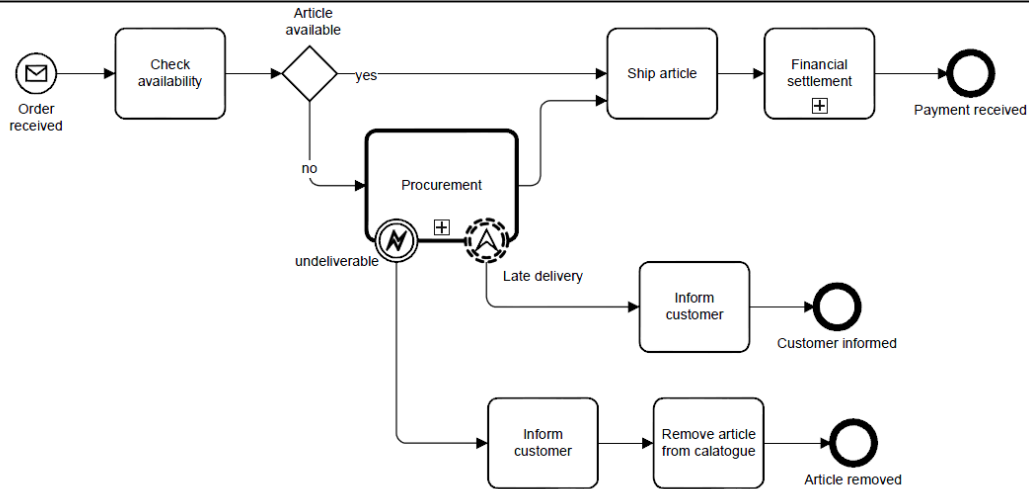 Article
available
Check
availability
yes
Ship article
Financial
settlement
Order
received
Payment received
no
Procurement
undeliverable
Late delivery
Inform
customer
Customer informed
Inform
customer
Remove article
from calatogue
Article removed